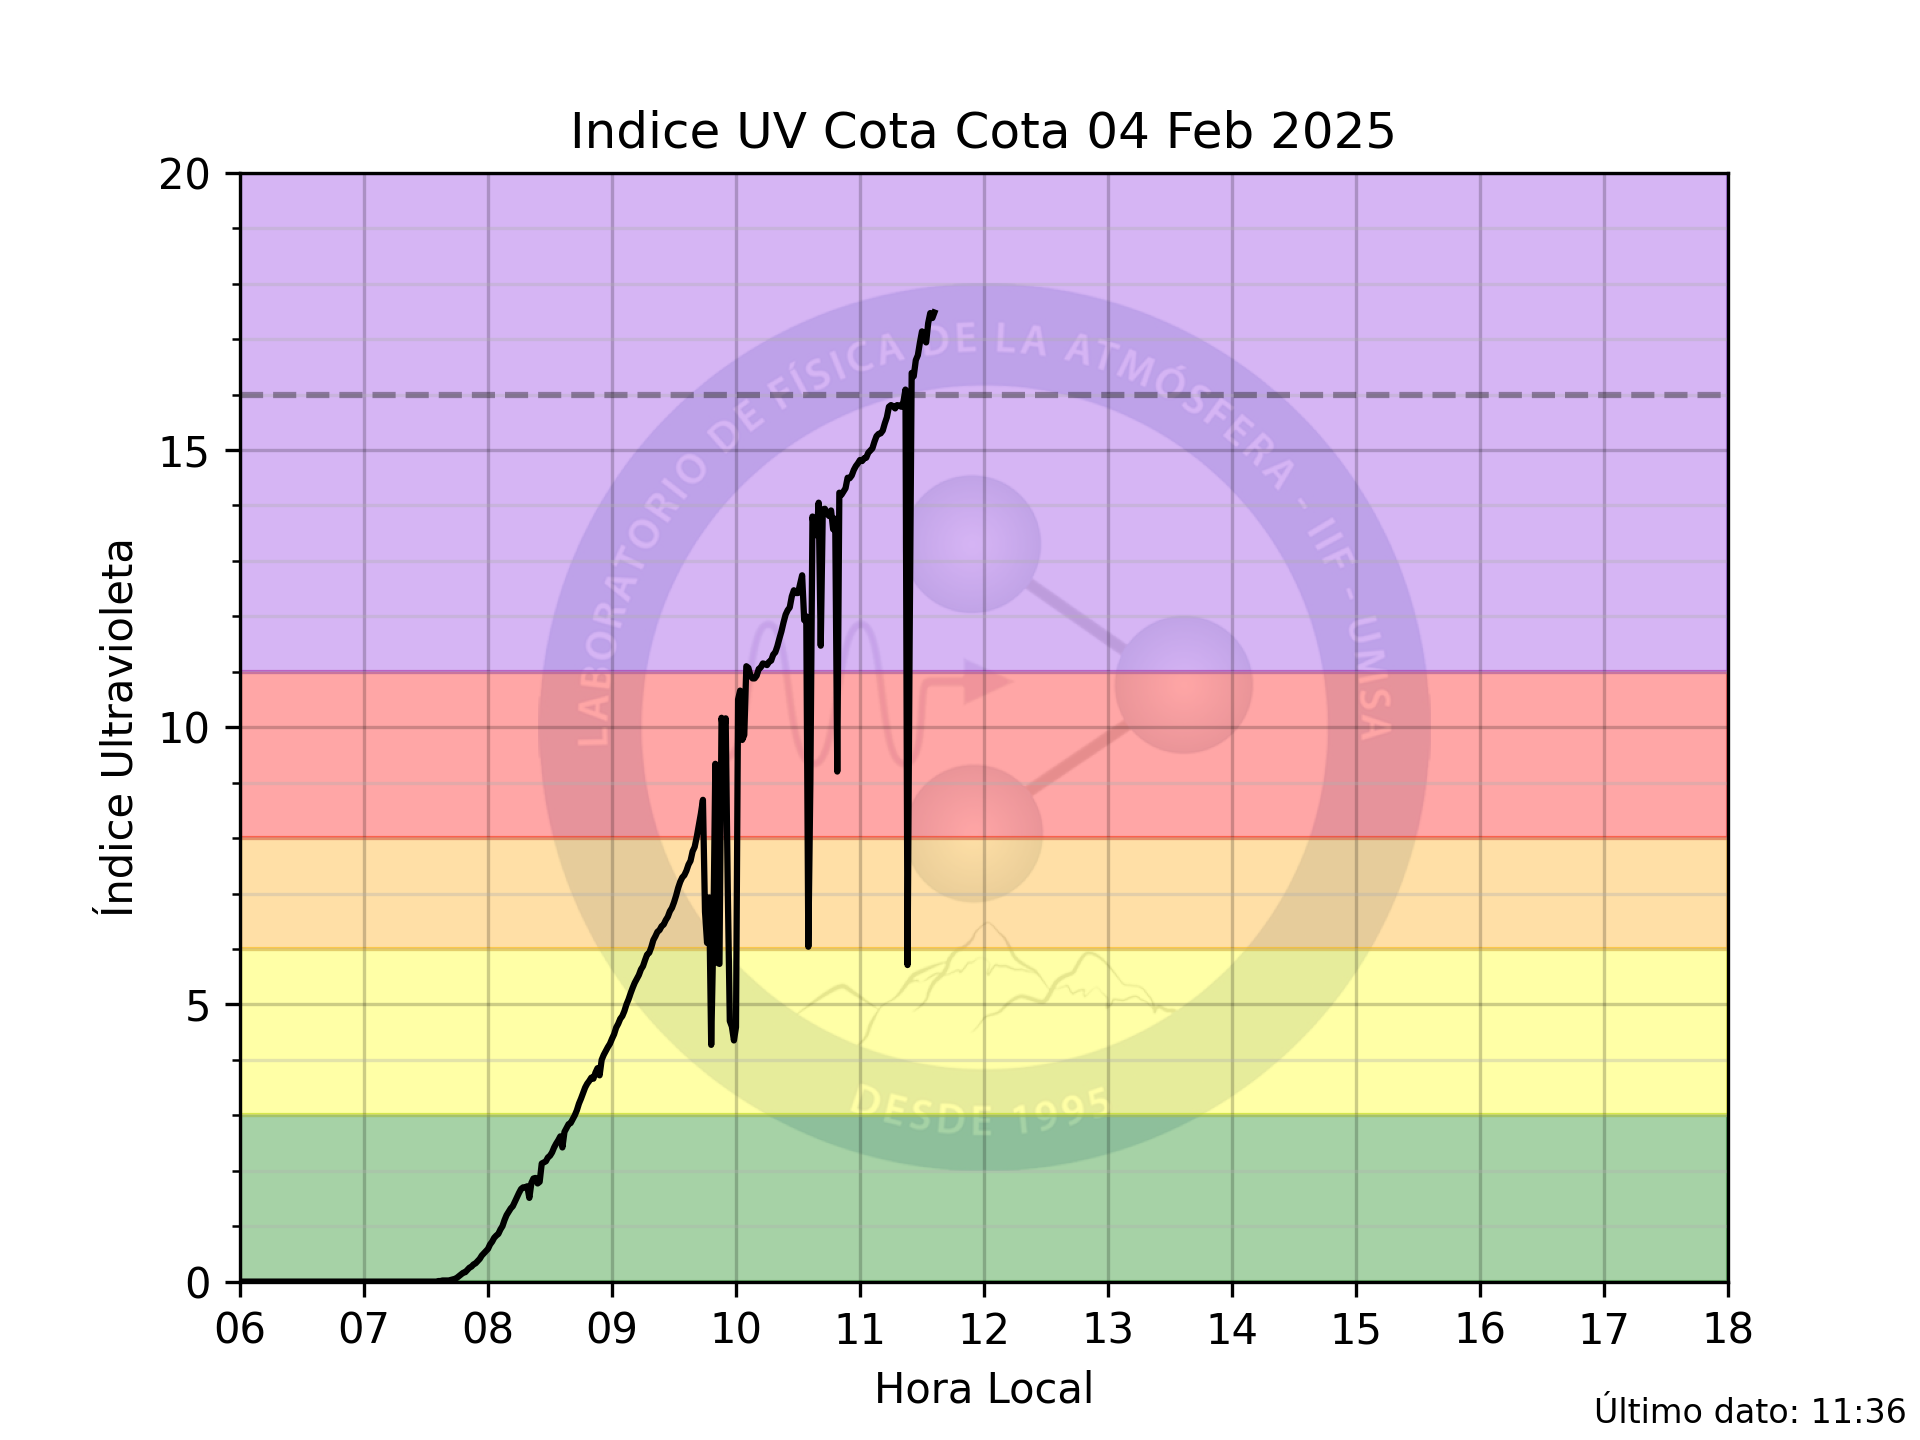 Indice UV Cota Cota 04 Feb 2025
20
15
10
5
0
Índice Ultravioleta
LABORATORIO DE FÍSICA DE LA ATMÓSFERA - IIF - UMSA
DESDE 1995
06 07 08 09 10 11 12 13 14 15 16 17 18
Hora Local
Último dato: 11:36